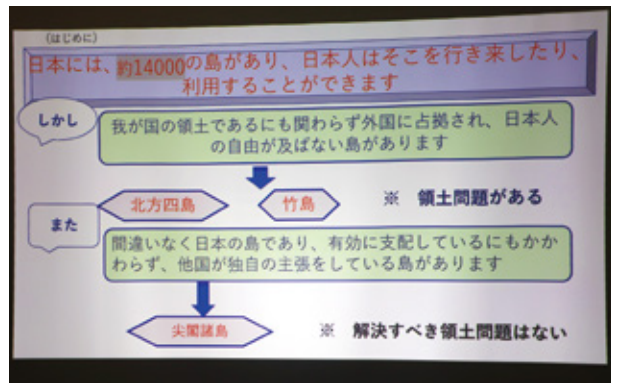 (はじめに)
日本には、約14000の島があり、日本人はそこを行き来したり、
利用することができます
しかし
我が国の領土であるにも関わらず外国に占拠され、日本人
の自由が及ばない島があります
北方四島
竹島
※ 領土問題がある
また
間違いなく日本の島であり、有効に支配しているにもかか
わらず、他国が独自の主張をしている島があります
尖閣諸島
※ 解決すべき領土問題はない